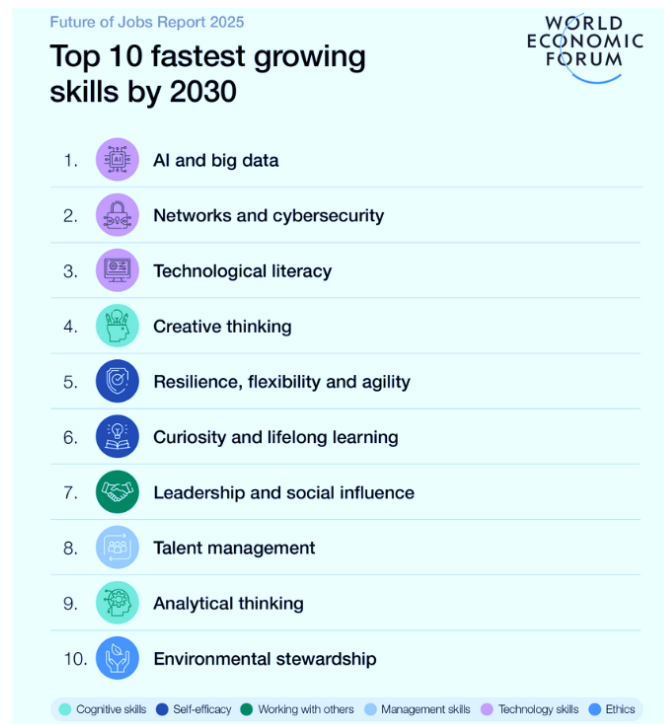 Future of Jobs Report 2025
WORLD
ECONOMIC
FORUM
Top 10 fastest growing
skills by 2030
1. AI and big data
2. Networks and cybersecurity
3. Technological literacy
4. Creative thinking
5. Resilience, flexibility and agility
6. Curiosity and lifelong learning
7. Leadership and social influence
8. Talent management
9. Analytical thinking
10. Environmental stewardship
Cognitive skills Self-efficacy Working with others Management skills Technology skills Ethics